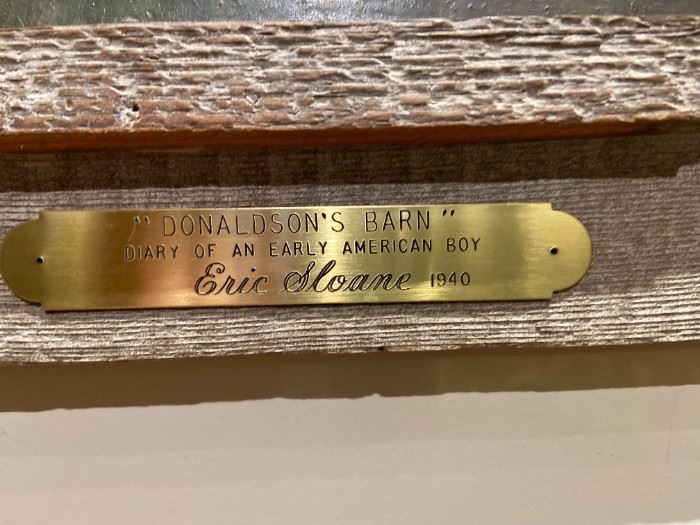 "DONALDSON'S BARN"
DIARY OF AN EARLY AMERICAN BOY
Eric Sloane 1940